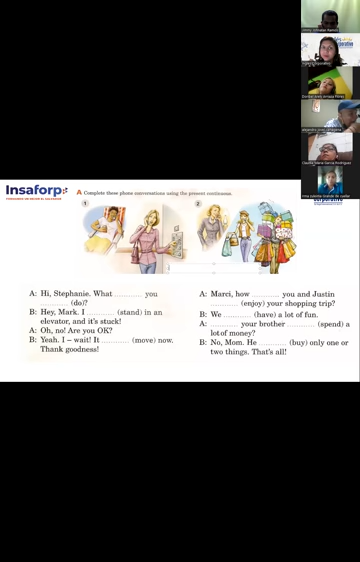 Insaforp
A Complete these phone conversations using the present continuous.
1
2
A: Hi, Stephanie. What ............ you
............ (do)?
B: Hey, Mark. I ............ (stand) in an
elevator, and it's stuck!
A: Oh, no! Are you OK?
B: Yeah. I – wait! It ............ (move) now.
Thank goodness!
A: Marci, how ............ you and Justin
............ (enjoy) your shopping trip?
B: We ............ (have) a lot of fun.
A: ............ your brother ............ (spend) a
lot of money?
B: No, Mom. He ............ (buy) only one or
two things. That's all!